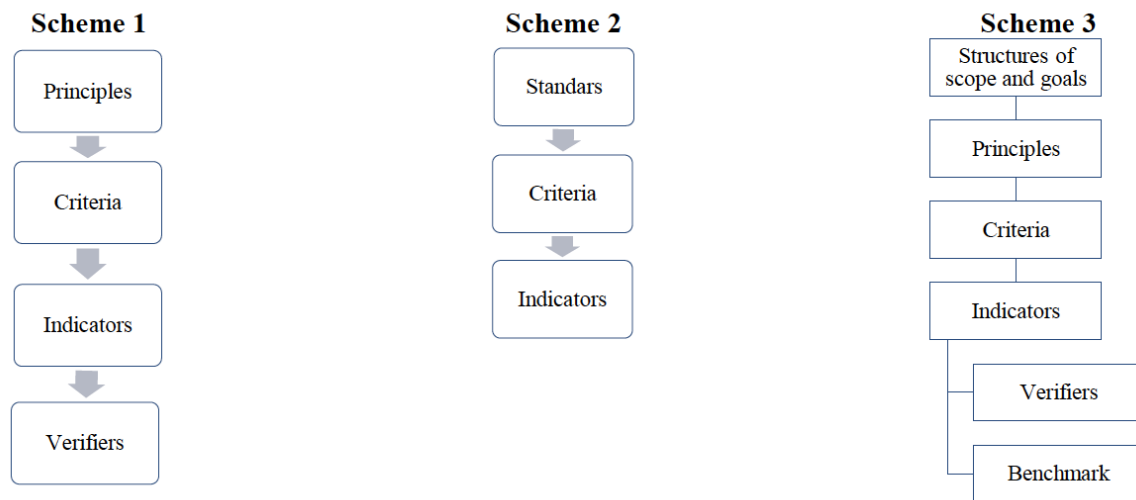 Scheme 1
Principles
Criteria
Indicators
Verifiers
Scheme 2
Standars
Criteria
Indicators
Scheme 3
Structures of
scope and goals
Principles
Criteria
Indicators
Verifiers
Benchmark